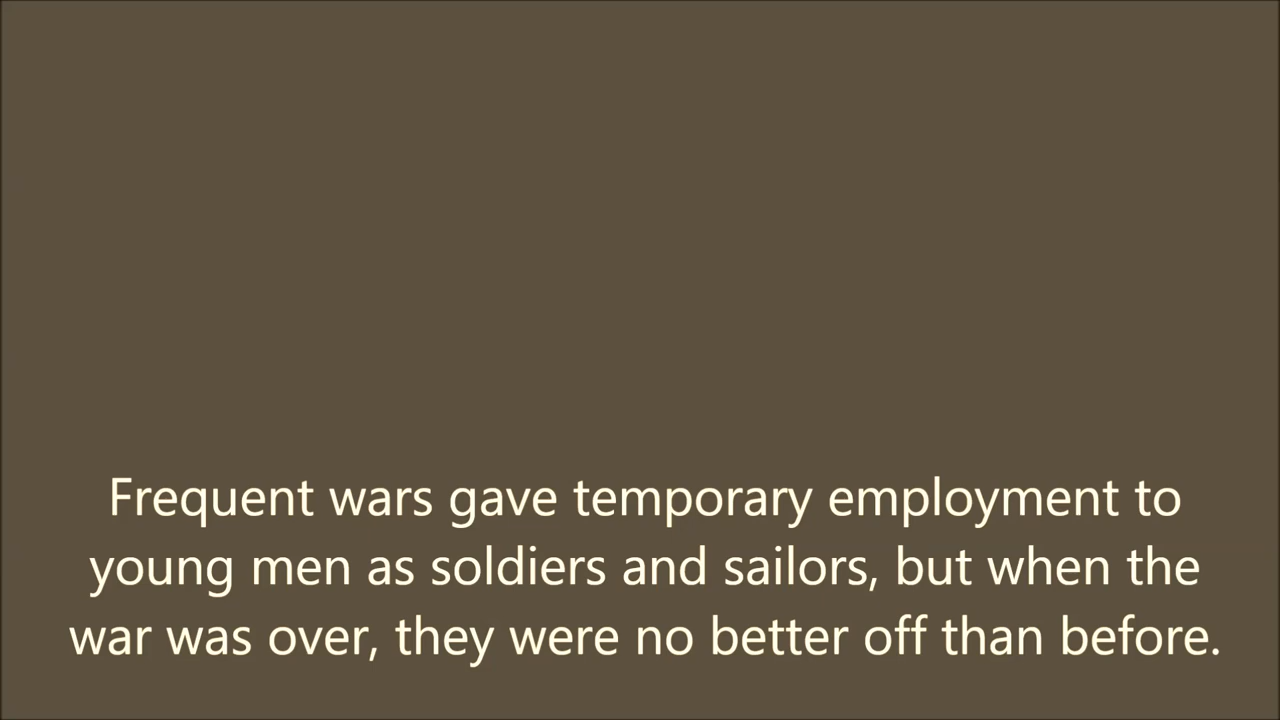 Frequent wars gave temporary employment to
young men as soldiers and sailors, but when the
war was over, they were no better off than before.